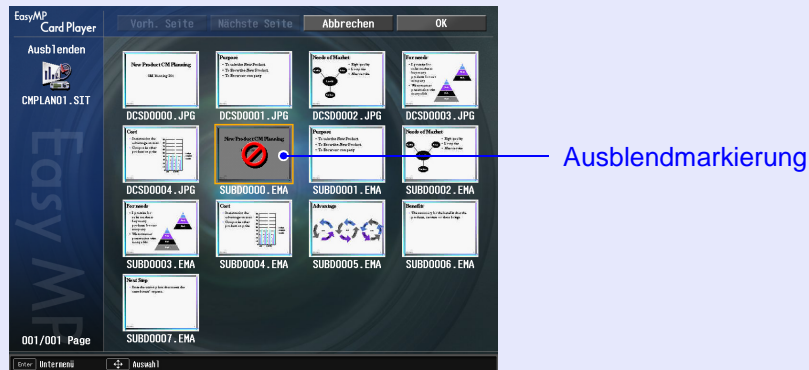 EasyMP
Card Player
Vorh. Seite
Nächste Seite
Abbrechen
OK
Ausblenden
CMPLAN01.SIT
New Product CM Planning
Purpose
Needs of Market
For needs
DCSD0000.JPG
DCSD0001.JPG
DCSD0002.JPG
DCSD0003.JPG
Cost
New Product CM Planning
Purpose
Needs of Market
Ausblendmarkierung
DCSD0004.JPG
SUBD0000.EMA
SUBD0001.EMA
SUBD0002.EMA
For needs
Cost
Advantage
Benefit
SUBD0003.EMA
SUBD0004.EMA
SUBD0005.EMA
SUBD0006.EMA
Next Step
SUBD0007.EMA
Easy MP
001/001 Page
Enter Untermenü
Auswahl